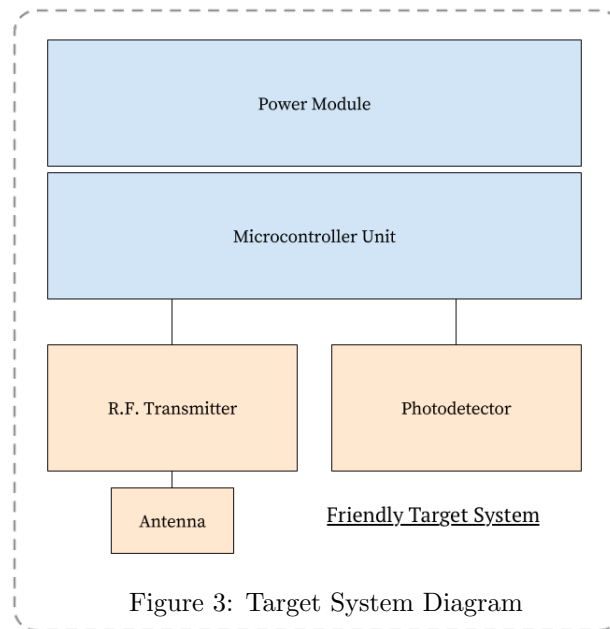 Power Module
Microcontroller Unit
R.F. Transmitter
Photodetector
Antenna
Friendly Target System
Figure 3: Target System Diagram